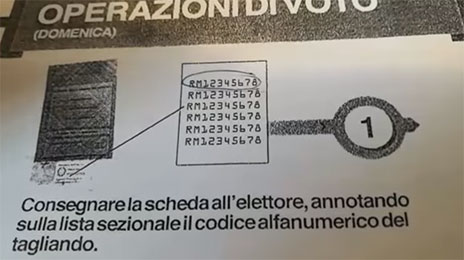 OPERAZIONI DI VOTO
(DOMENICA)
RM12345678
RM12345678
RM12345678
RM12345678
RM12345678
RM12345678
1
Consegnare la scheda all'elettore, annotando
sulla lista sezionale il codice alfanumerico del
tagliando.